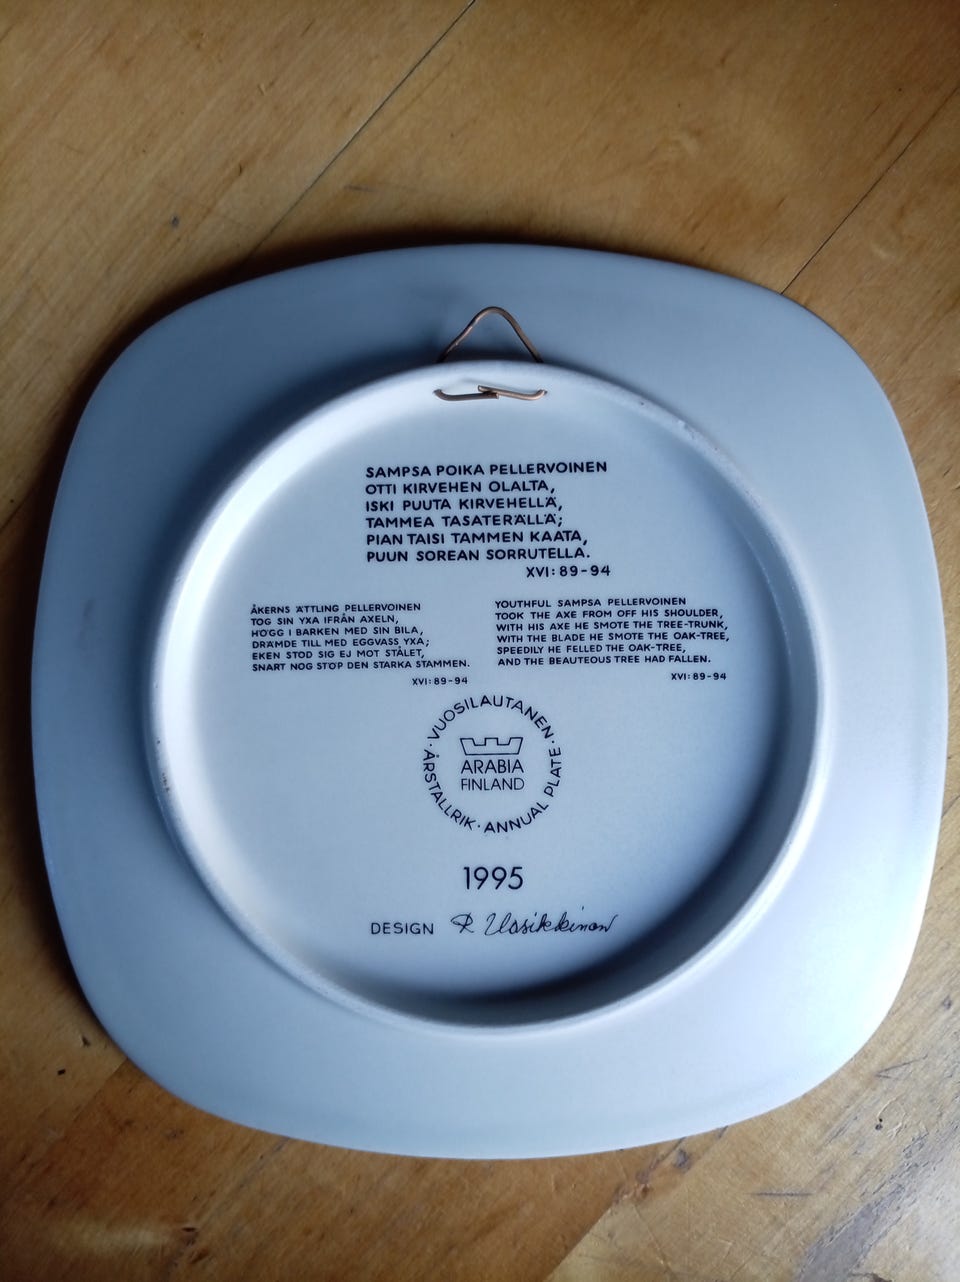 SAMPSA POIKA PELLERVOINEN
OTTI KIRVEHEN OLALTA,
ISKI PUUTA KIRVEHELLÄ,
TAMMEA TASATERÄLLÄ;
PIAN TAISI TAMMEN KAATA,
PUUN SOREAN SORRUTELLA.
XVI: 89-94
ÅKERNS ÄTTLING PELLERVOINEN
TOG SIN YXA IFRÅN AXELN,
HÖGG I BARKEN MED SIN BILA,
DRÄMDE TILL MED EGGVASS YXA;
EKEN STOD SIG EJ MOT STÅLET,
SNART NOG STÖP DEN STARKA STAMMEN.
XVI: 89-94
YOUTHFUL SAMPSA PELLERVOINEN
TOOK THE AXE FROM OFF HIS SHOULDER,
WITH HIS AXE HE SMOTE THE TREE-TRUNK,
WITH THE BLADE HE SMOTE THE OAK-TREE,
SPEEDILY HE FELLED THE OAK-TREE,
AND THE BEAUTEOUS TREE HAD FALLEN.
XVI: 89-94
· VUOSILAUTANEN · ANNUAL PLATE · ÅRSTALLRIK
ARABIA
FINLAND
1995
DESIGN R. Uosikkinen